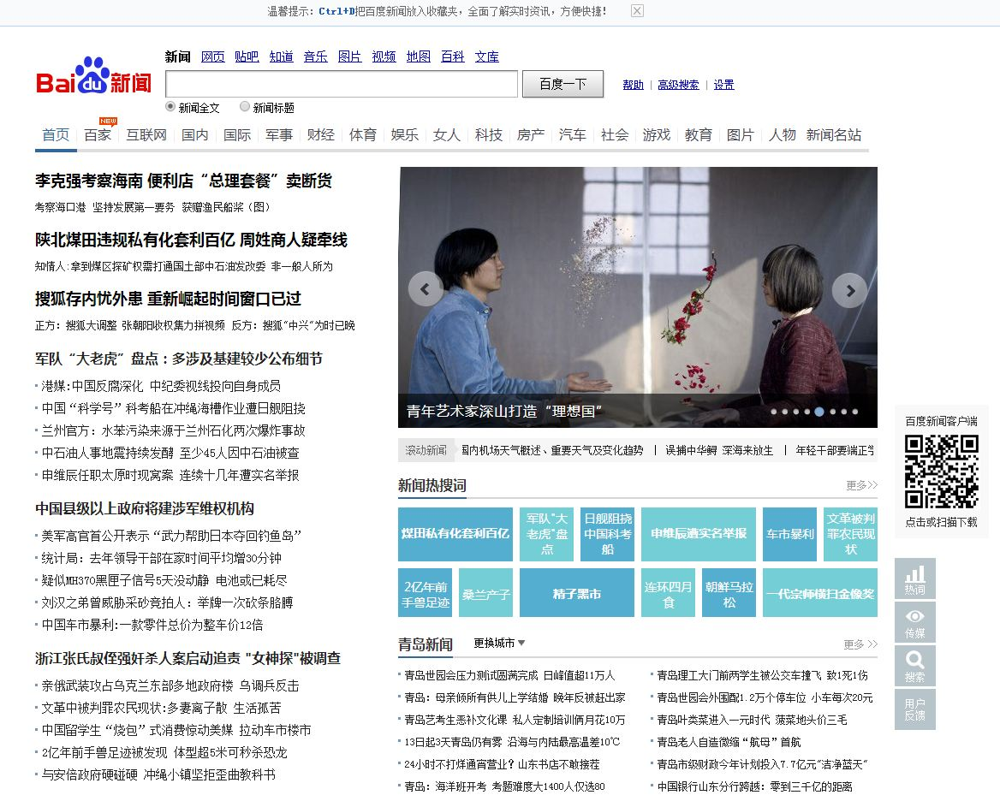 温馨提示：Ctrl+D把百度新闻放入收藏夹，全面了解实时资讯，方便快捷！
新闻 网页 贴吧 知道 音乐 图片 视频 地图 百科 文库
Bai du 新闻
百度一下 帮助 | 高级搜索 | 设置
新闻全文 新闻标题
NEW
首页 百家 互联网 国内 国际 军事 财经 体育 娱乐 女人 科技 房产 汽车 社会 游戏 教育 图片 人物 新闻名站
李克强考察海南 便利店“总理套餐”卖断货
考察海口港 坚持发展第一要务 获赠渔民船桨（图）
陕北煤田违规私有化套利百亿 周姓商人疑牵线
知情人:拿到煤区探矿权需打通国土部中石油发改委 非一般人所为
搜狐存内忧外患 重新崛起时间窗口已过
正方：搜狐大调整 张朝阳收权集力拼视频 反方：搜狐"中兴"为时已晚
军队“大老虎”盘点：多涉及基建较少公布细节
港媒:中国反腐深化 中纪委视线投向自身成员
中国“科学号”科考船在冲绳海槽作业遭日舰阻挠
兰州官方：水苯污染来源于兰州石化两次爆炸事故
中石油人事地震持续发酵 至少45人因中石油被查
申维辰任职太原时现窝案 连续十几年遭实名举报
中国县级以上政府将建涉军维权机构
美军高官首公开表示“武力帮助日本夺回钓鱼岛”
统计局：去年领导干部在家时间平均增30分钟
疑似MH370黑匣子信号5天没动静 电池或已耗尽
刘汉之弟曾威胁采砂竞拍人：举牌一次砍条胳膊
中国车市暴利:一款零件总价为整车价12倍
浙江张氏叔侄强奸杀人案启动追责 "女神探"被调查
亲俄武装攻占乌克兰东部多地政府楼 乌调兵反击
文革中被判罪农民现状:多妻离子散 生活孤苦
中国留学生“烧包”式消费惊动美媒 拉动车市楼市
2亿年前手兽足迹被发现 体型超5米可秒杀恐龙
与安倍政府硬碰硬 冲绳小镇坚拒歪曲教科书
青年艺术家深山打造“理想国”
滚动新闻 国内机场天气概述、重要天气及变化趋势 | 误捕中华鲟 深海来放生 | 年轻干部要端正学
新闻热搜词 更多>>
煤田私有化套利百亿
军队"大
老虎"盘
点
日舰阻挠
中国科考
船
申维辰遭实名举报
车市暴利
文革被判
罪农民现
状
2亿年前
手兽足迹
桑兰产子
精子黑市
连环四月
食
朝鲜马拉
松
一代宗师横扫金像奖
青岛新闻 更换城市 更多>>
青岛世园会压力测试圆满完成 日峰值超11万人
青岛：母亲倾所有供儿上学结婚 晚年反被赶出家
青岛艺考生恶补文化课 私人定制培训俩月花10万
13日起3天青岛仍有雾 沿海与内陆最高温差10℃
24小时不打烊通宵营业？山东书店不敢接茬
青岛：海洋班开考 考题难度大1400人仅选80
青岛理工大门前两学生被公交车撞飞 致1死1伤
青岛世园会外围配1.2万个停车位 小车每次20元
青岛叶类菜进入一元时代 菠菜地头价三毛
青岛老人自造微缩“航母”首航
青岛市级财政今年计划投入7.7亿元"洁净蓝天"
中国银行山东分行跨越：零到三千亿的距离
百度新闻客户端
点击或扫描下载
热词
传媒
搜索
用户
反馈